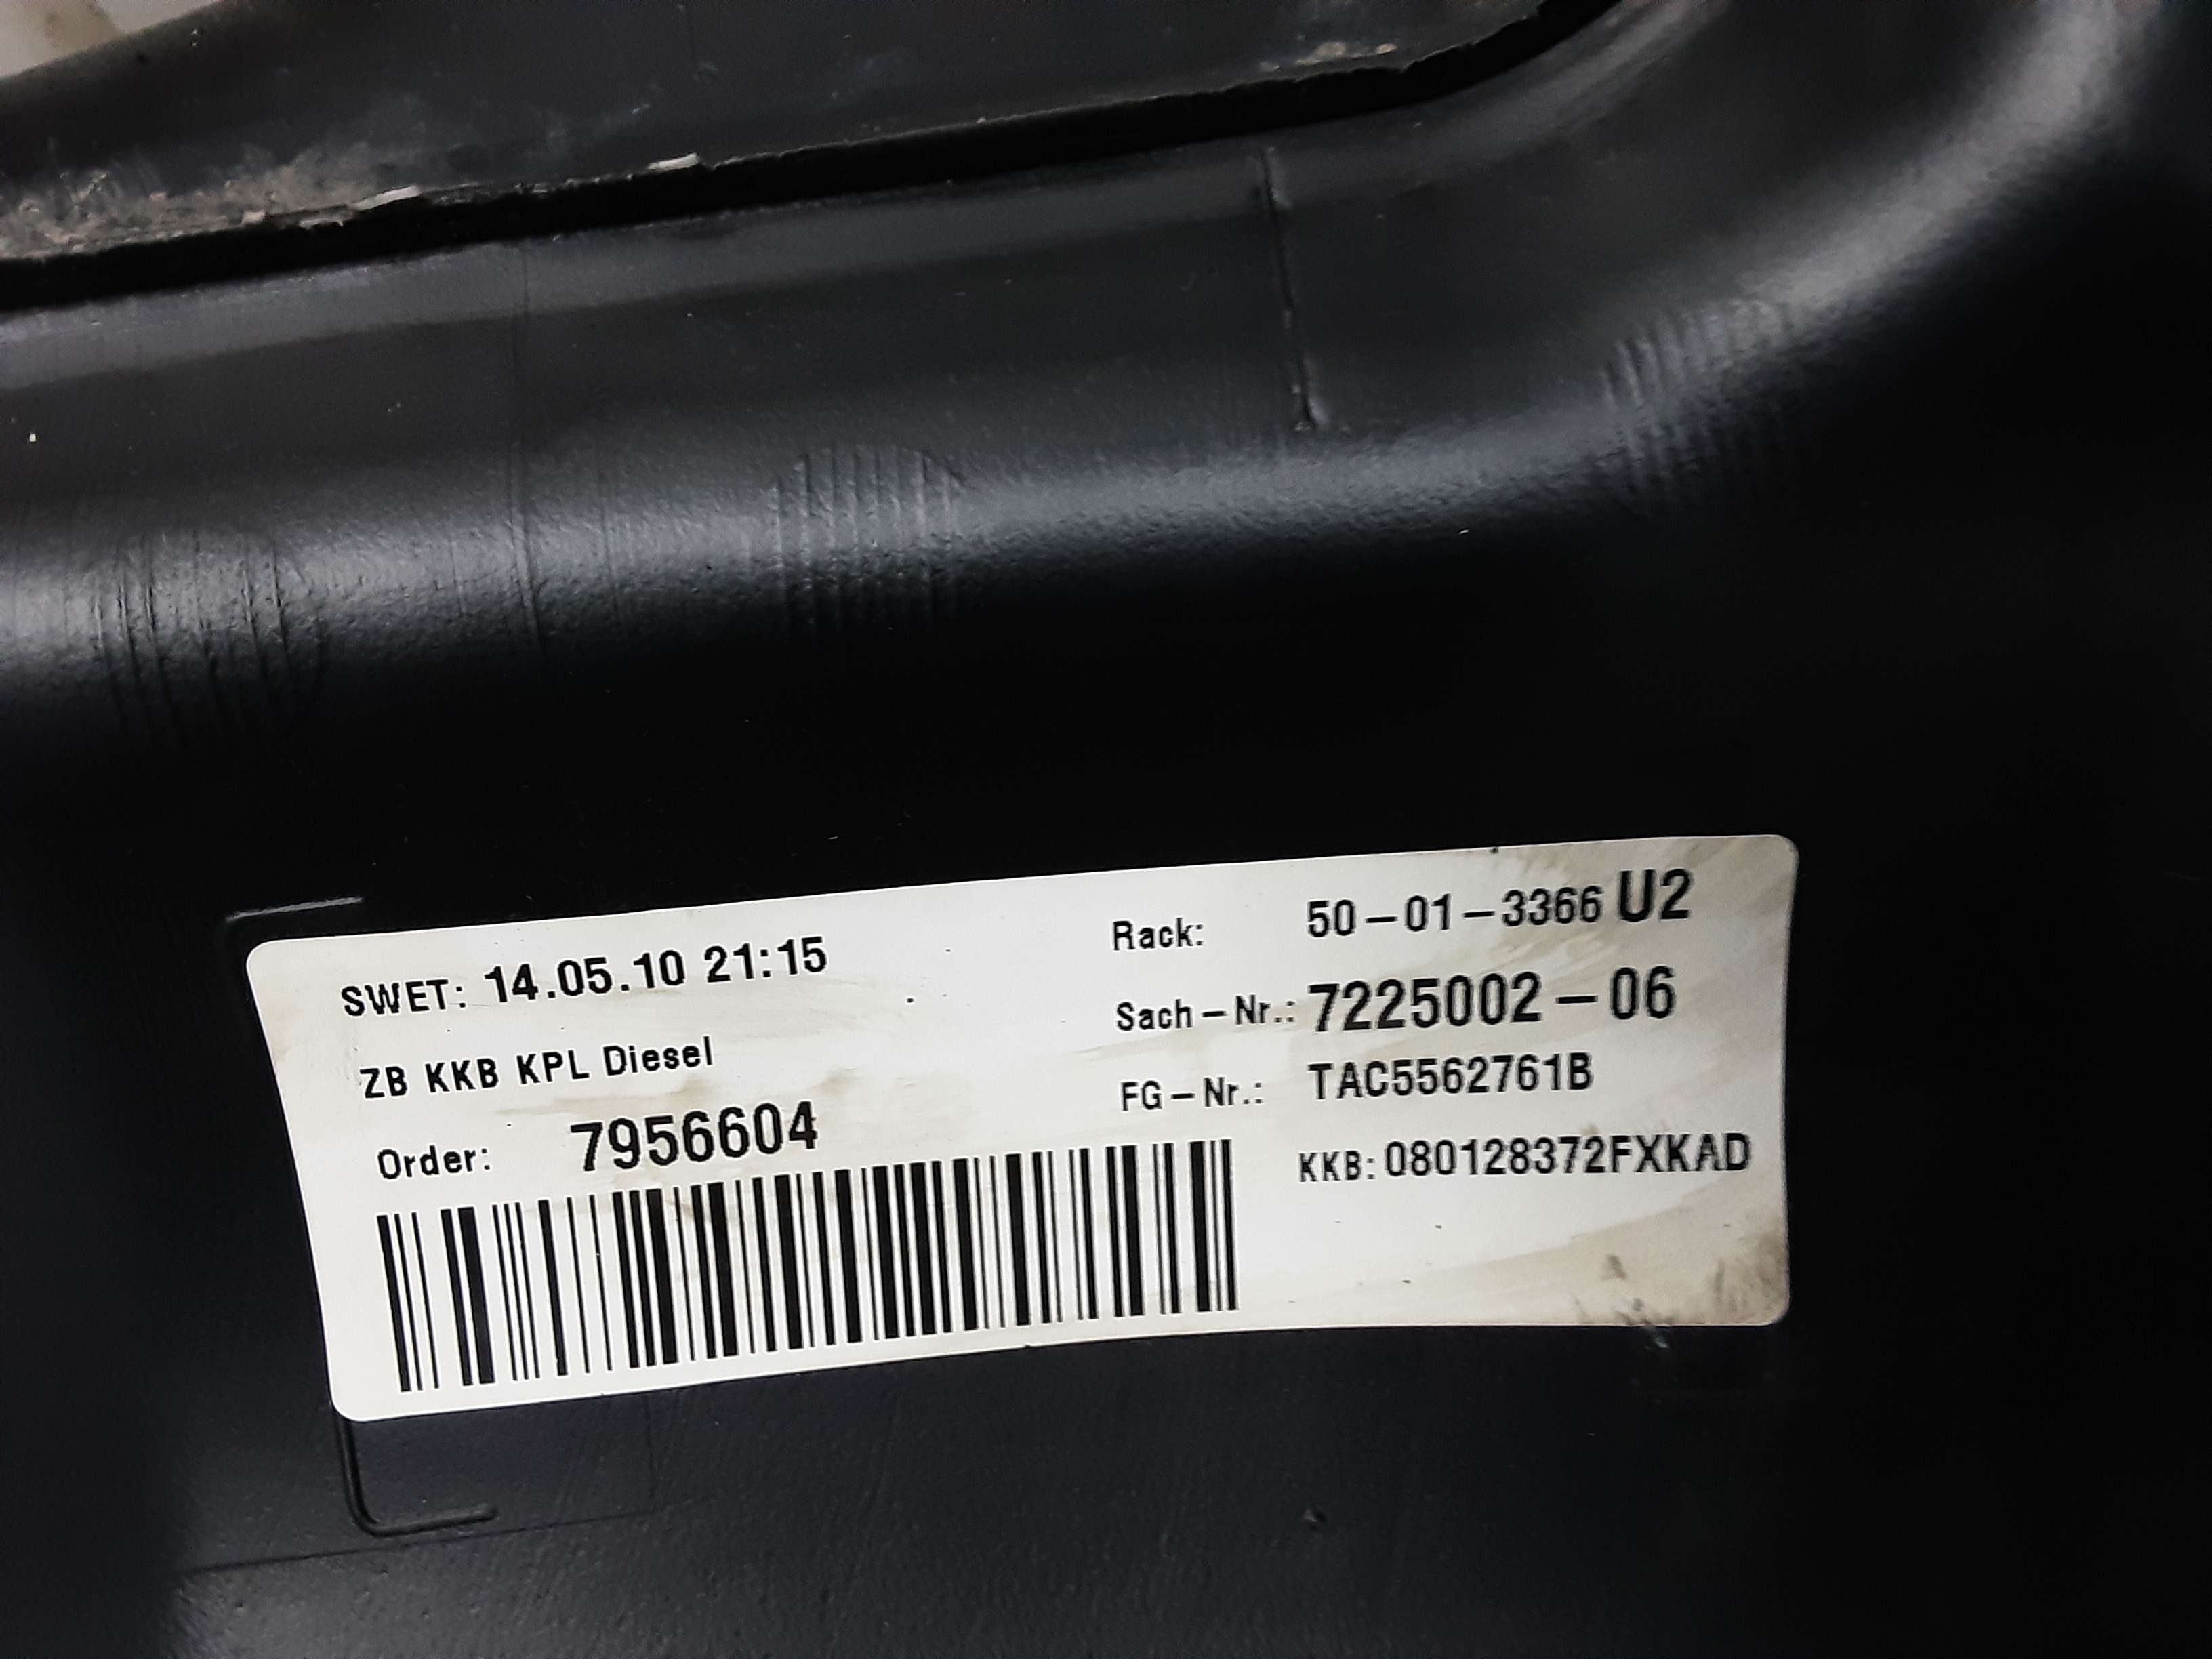 SWET: 14.05.10 21:15
ZB KKB KPL Diesel
Order: 7956604
Rack: 50-01-3366 U2
Sach-Nr.: 7225002-06
FG-Nr.: TAC5562761B
KKB: 080128372FXKAD